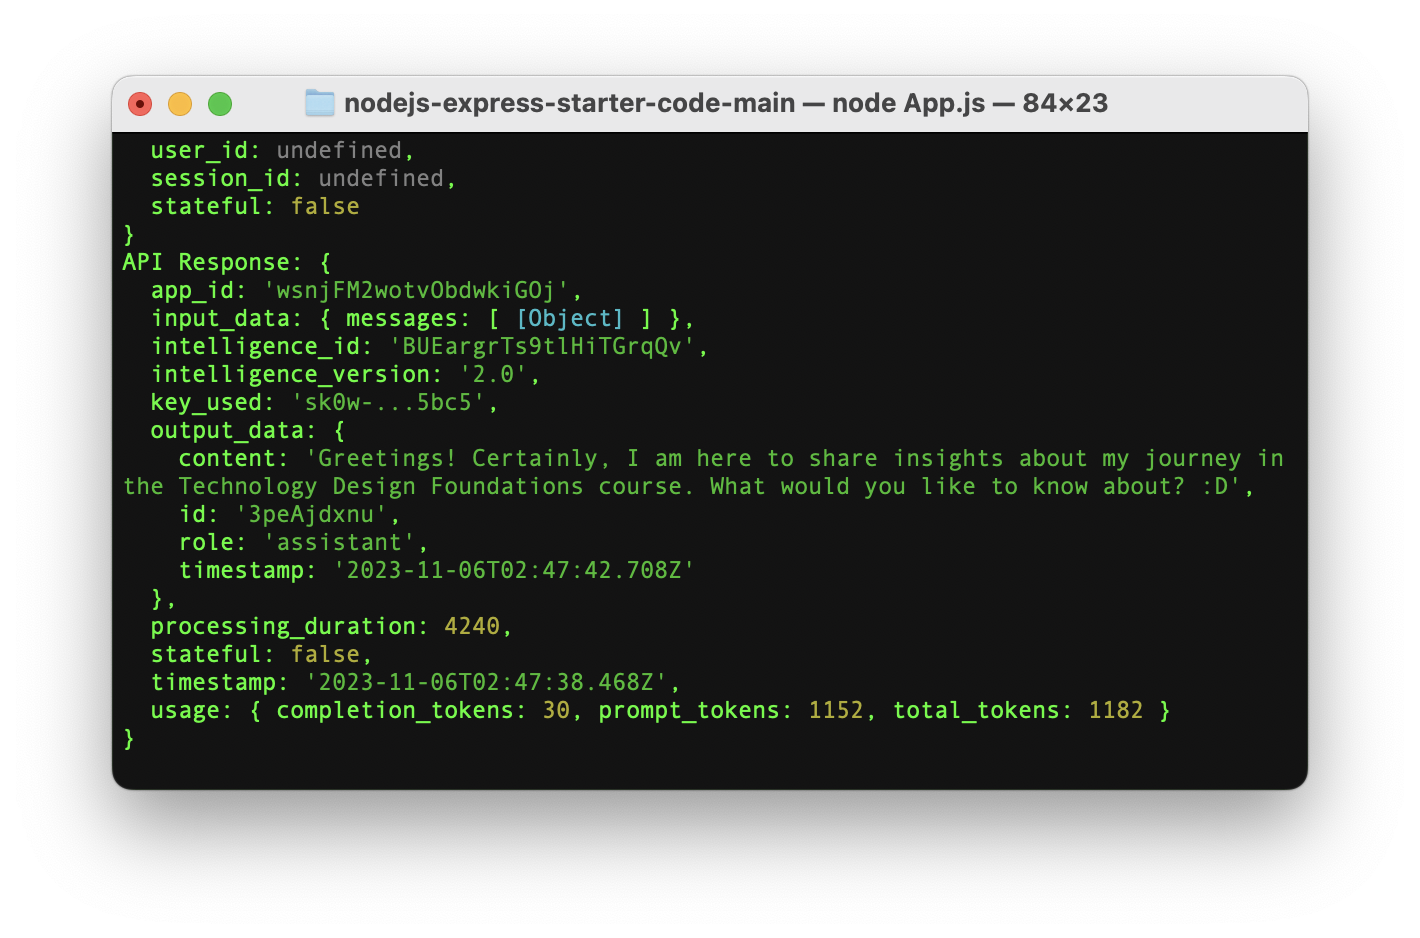 nodejs-express-starter-code-main — node App.js — 84×23
user_id: undefined,
session_id: undefined,
stateful: false
}
API Response: {
app_id: 'wsnjFM2wotvObdwkiGOj',
input_data: { messages: [ [Object] ] },
intelligence_id: 'BUEargrTs9tlHiTGrqQv',
intelligence_version: '2.0',
key_used: 'sk0w-...5bc5',
output_data: {
content: 'Greetings! Certainly, I am here to share insights about my journey in
the Technology Design Foundations course. What would you like to know about? :D',
id: '3peAjdxnu',
role: 'assistant',
timestamp: '2023-11-06T02:47:42.708Z'
},
processing_duration: 4240,
stateful: false,
timestamp: '2023-11-06T02:47:38.468Z',
usage: { completion_tokens: 30, prompt_tokens: 1152, total_tokens: 1182 }
}